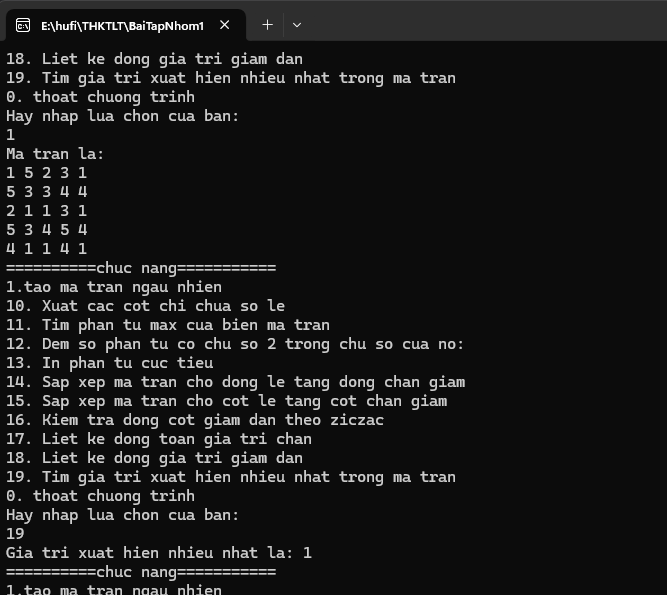 E:\hufi\THKTLT\BaiTapNhom1
18. Liet ke dong gia tri giam dan
19. Tim gia tri xuat hien nhieu nhat trong ma tran
0. thoat chuong trinh
Hay nhap lua chon cua ban:
1
Ma tran la:
1 5 2 3 1
5 3 3 4 4
2 1 1 3 1
5 3 4 5 4
4 1 1 4 1
==========chuc nang===========
1.tao ma tran ngau nhien
10. Xuat cac cot chi chua so le
11. Tim phan tu max cua bien ma tran
12. Dem so phan tu co chu so 2 trong chu so cua no:
13. In phan tu cuc tieu
14. Sap xep ma tran cho dong le tang dong chan giam
15. Sap xep ma tran cho cot le tang cot chan giam
16. Kiem tra dong cot giam dan theo ziczac
17. Liet ke dong toan gia tri chan
18. Liet ke dong gia tri giam dan
19. Tim gia tri xuat hien nhieu nhat trong ma tran
0. thoat chuong trinh
Hay nhap lua chon cua ban:
19
Gia tri xuat hien nhieu nhat la: 1
==========chuc nang===========
1.tao ma tran ngau nhien